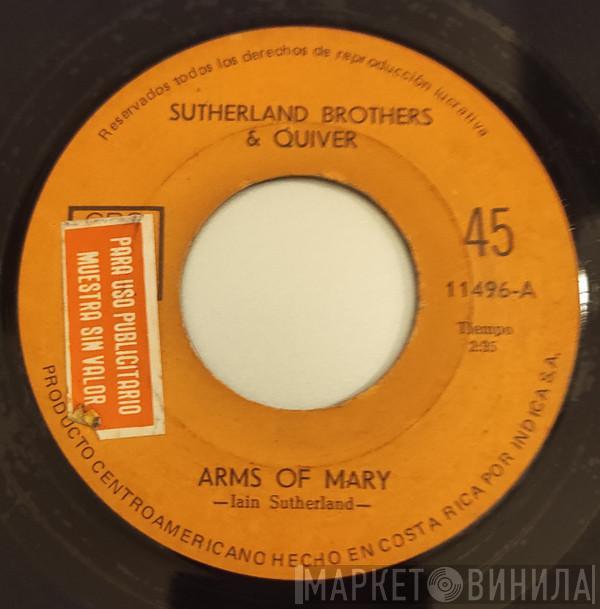 Reservados todos los derechos de reproducción lucrativa
SUTHERLAND BROTHERS
& QUIVER
CBS
45
11496-A
Tiempo
2:35
PARA USO PUBLICITARIO
MUESTRA SIN VALOR
ARMS OF MARY
—Iain Sutherland—
PRODUCTO CENTROAMERICANO HECHO EN COSTA RICA POR INDICA S.A.
МАРКЕТ ВИНИЛА